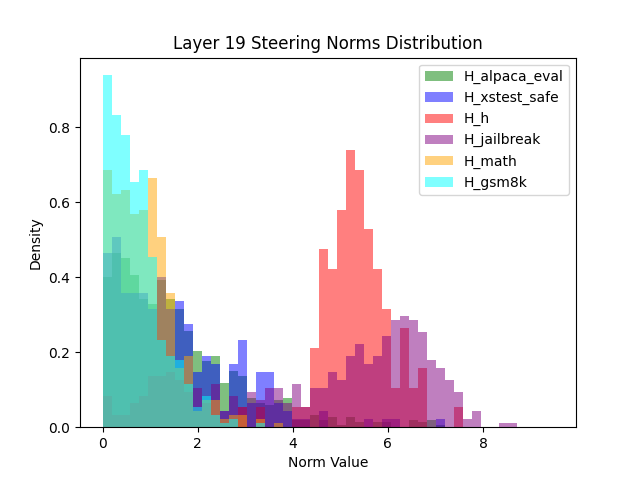 Layer 19 Steering Norms Distribution
H_alpaca_eval
H_xstest_safe
H_h
H_jailbreak
H_math
H_gsm8k
Density
0.8
0.6
0.4
0.2
0.0
0
2
4
6
8
Norm Value